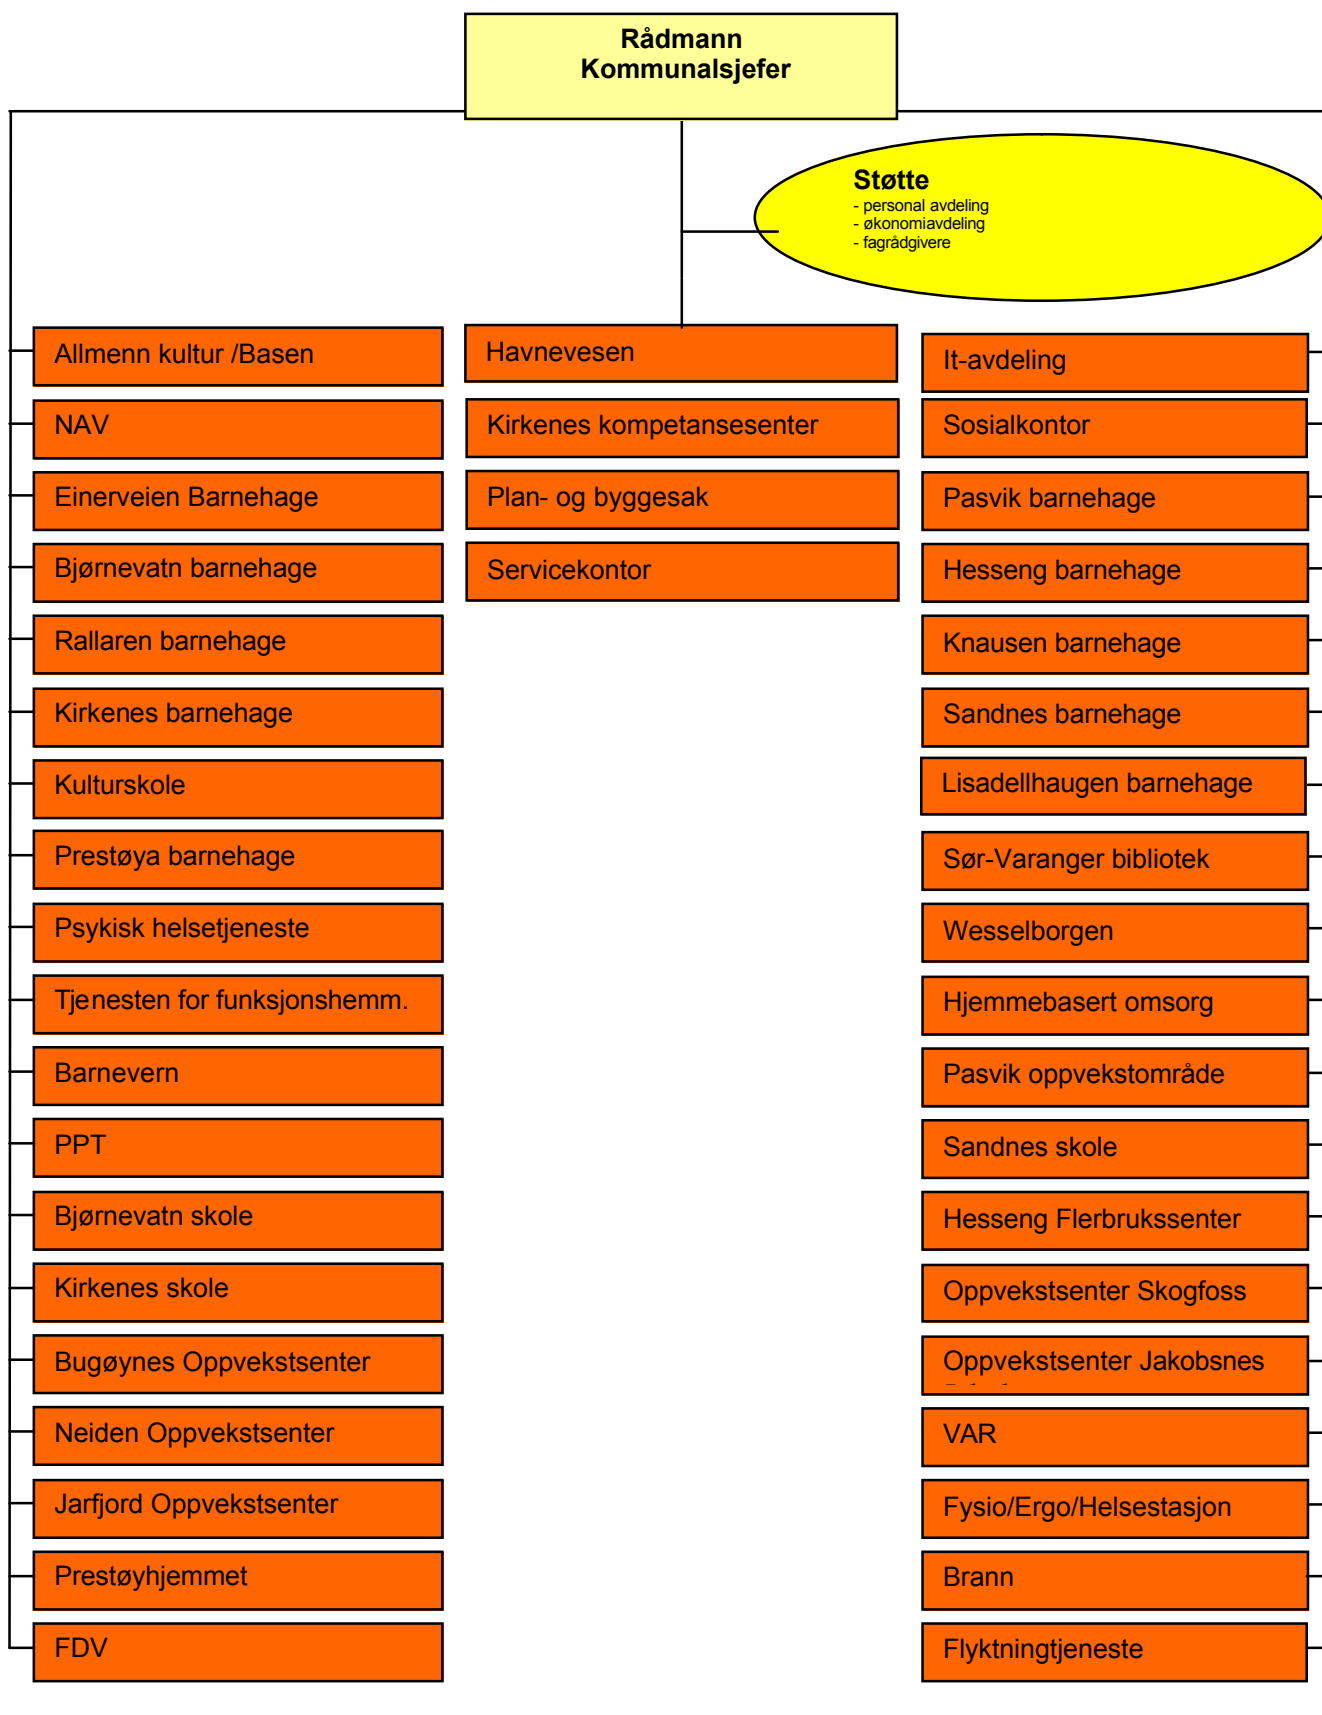 Rådmann
Kommunalsjefer
Støtte
- personal avdeling
- økonomiavdeling
- fagrådgivere
Allmenn kultur /Basen
NAV
Einerveien Barnehage
Bjørnevatn barnehage
Rallaren barnehage
Kirkenes barnehage
Kulturskole
Prestøya barnehage
Psykisk helsetjeneste
Tjenesten for funksjonshemm.
Barnevern
PPT
Bjørnevatn skole
Kirkenes skole
Bugøynes Oppvekstsenter
Neiden Oppvekstsenter
Jarfjord Oppvekstsenter
Prestøyhjemmet
FDV
Havnevesen
Kirkenes kompetansesenter
Plan- og byggesak
Servicekontor
It-avdeling
Sosialkontor
Pasvik barnehage
Hesseng barnehage
Knausen barnehage
Sandnes barnehage
Lisadellhaugen barnehage
Sør-Varanger bibliotek
Wesselborgen
Hjemmebasert omsorg
Pasvik oppvekstområde
Sandnes skole
Hesseng Flerbrukssenter
Oppvekstsenter Skogfoss
Oppvekstsenter Jakobsnes
VAR
Fysio/Ergo/Helsestasjon
Brann
Flyktningtjeneste